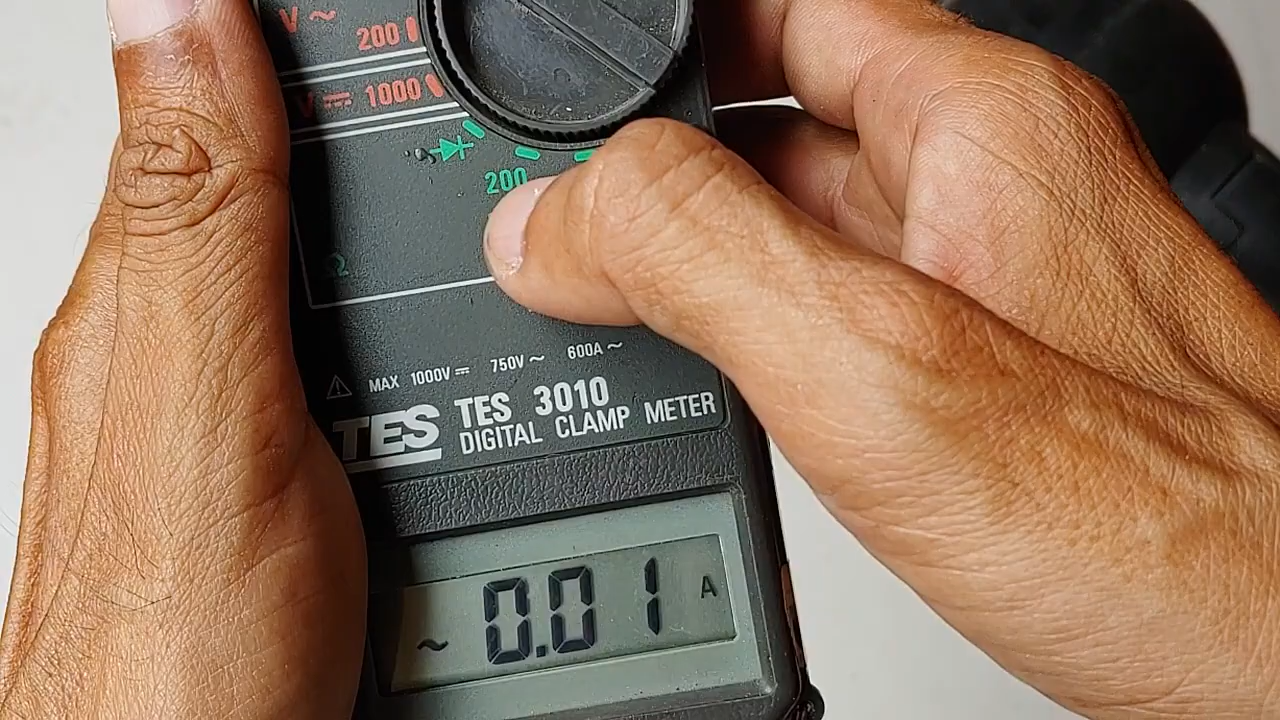 V ~
200
V ⎓ 1000
200
Ω
MAX 1000V ⎓ 750V ~ 600A ~
TES TES 3010
DIGITAL CLAMP METER
~ 0.01 A